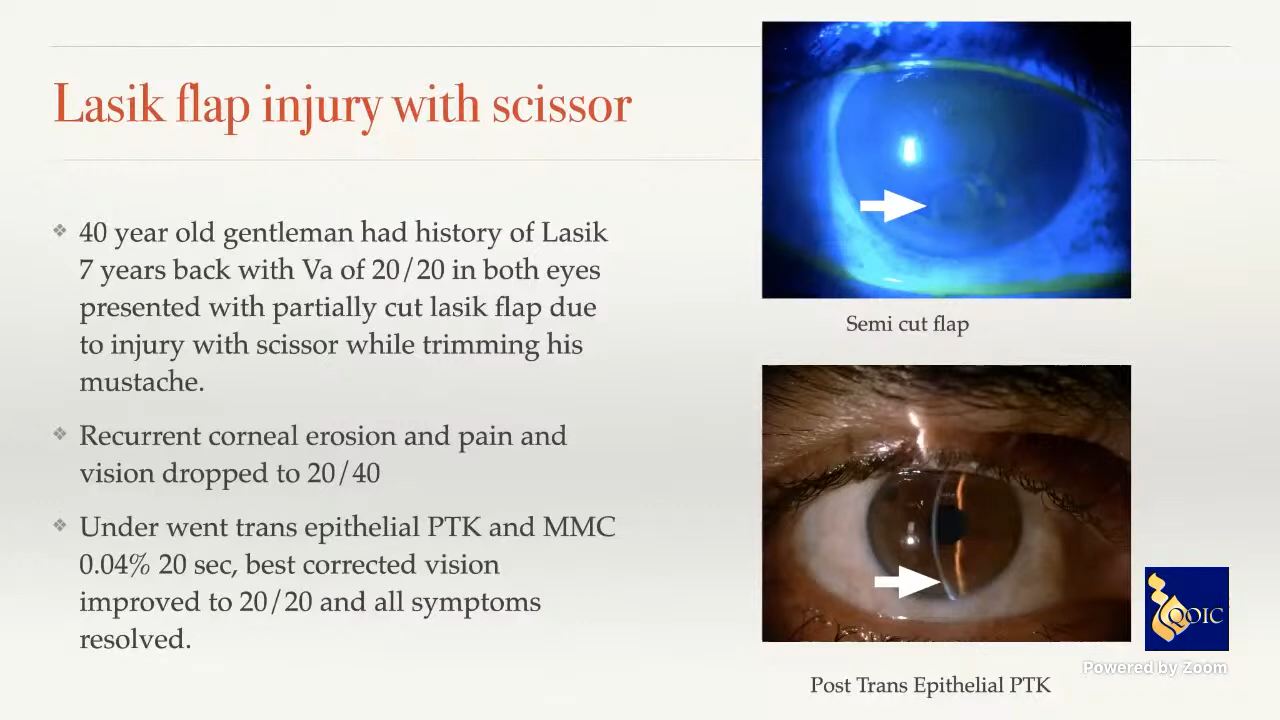 Lasik flap injury with scissor
40 year old gentleman had history of Lasik
7 years back with Va of 20/20 in both eyes
presented with partially cut lasik flap due
to injury with scissor while trimming his
mustache.
Recurrent corneal erosion and pain and
vision dropped to 20/40
Under went trans epithelial PTK and MMC
0.04% 20 sec, best corrected vision
improved to 20/20 and all symptoms
resolved.
Semi cut flap
Post Trans Epithelial PTK
QOIC
Powered by Zoom